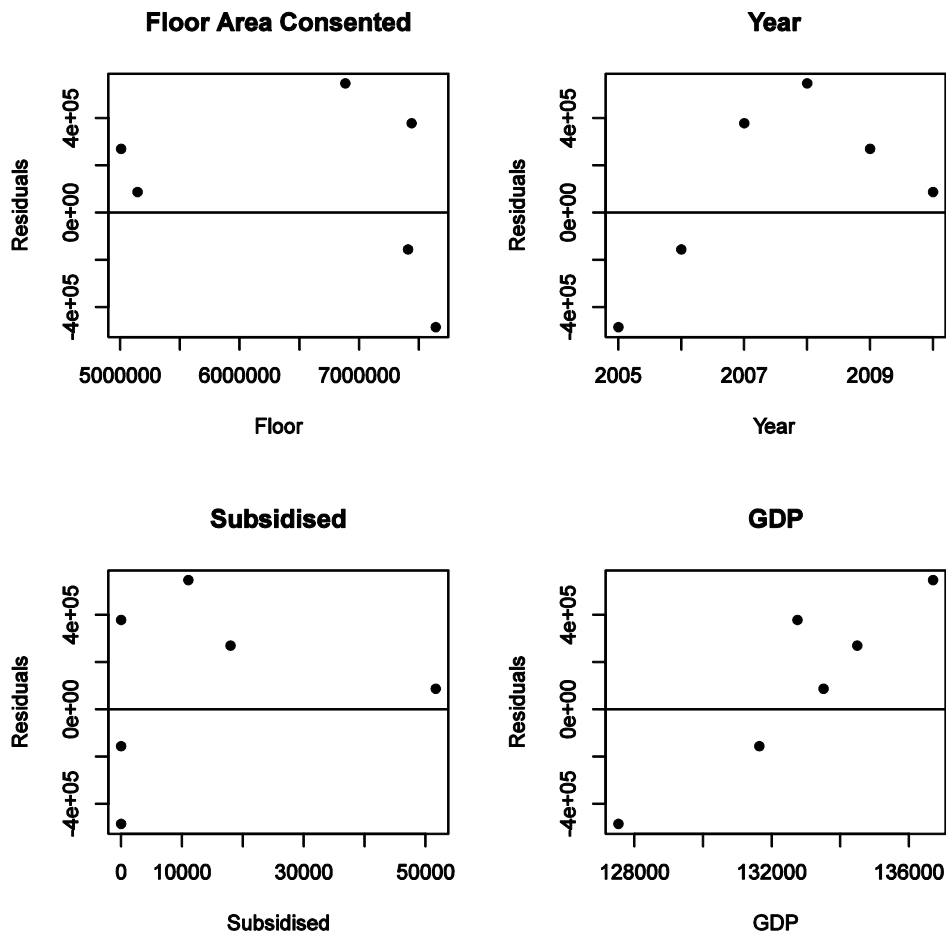 Floor Area Consented
Residuals
4e+05
0e+00
-4e+05
5000000 6000000 7000000
Floor
Year
Residuals
4e+05
0e+00
-4e+05
2005 2007 2009
Year
Subsidised
Residuals
4e+05
0e+00
-4e+05
0 10000 30000 50000
Subsidised
GDP
Residuals
4e+05
0e+00
-4e+05
128000 132000 136000
GDP